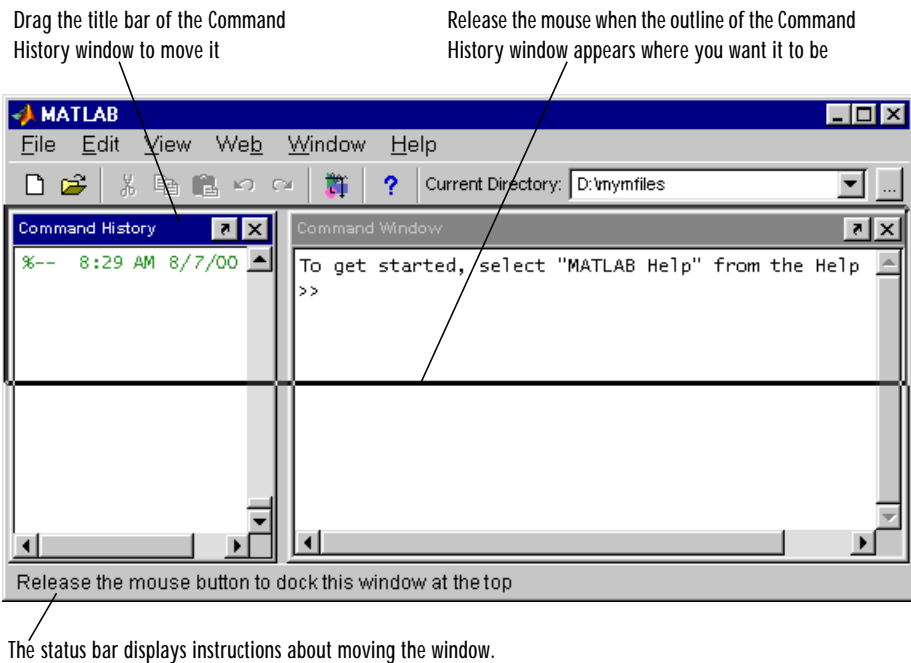 Drag the title bar of the Command
History window to move it
Release the mouse when the outline of the Command
History window appears where you want it to be
MATLAB
File Edit View Web Window Help
? Current Directory: D:\mymfiles ...
Command History
Command Window
%-- 8:29 AM 8/7/00
To get started, select "MATLAB Help" from the Help
>>
Release the mouse button to dock this window at the top
The status bar displays instructions about moving the window.